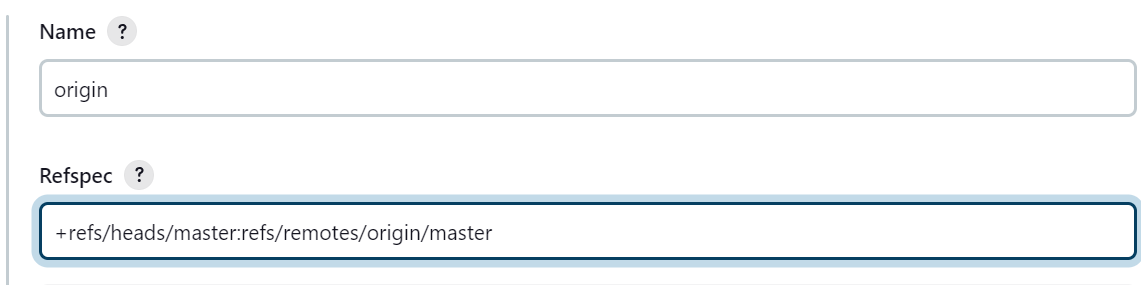 Name ?
origin
Refspec ?
+refs/heads/master:refs/remotes/origin/master